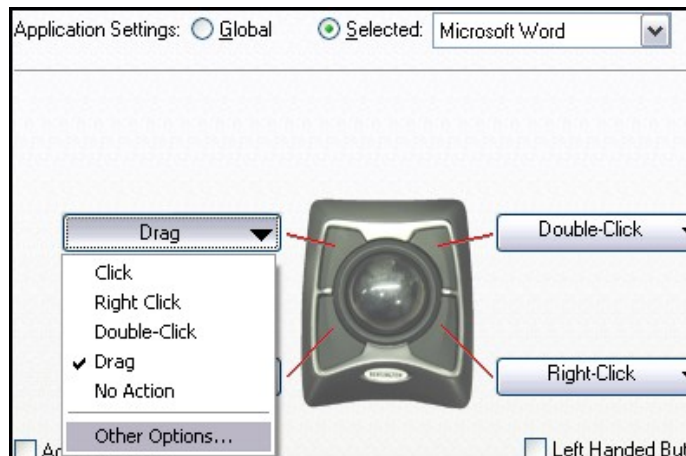 Application Settings: Global Selected: Microsoft Word
Drag Double-Click
Click
Right Click
Double-Click
Drag
No Action Right-Click
Other Options...
Left Handed But